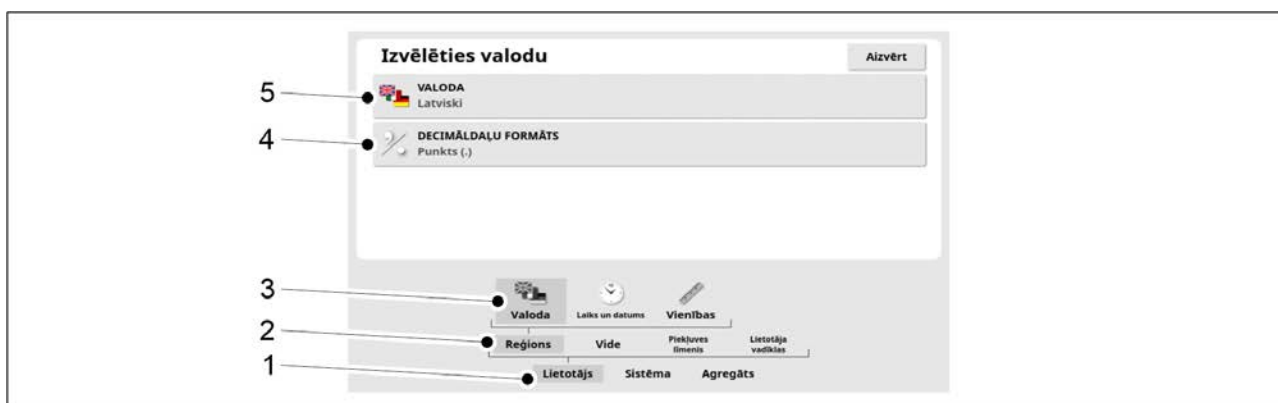 Izvēlēties valodu
Aizvērt
5
VALODA
Latviski
4
DECIMĀLDAĻU FORMĀTS
Punkts (.)
3
Valoda
Laiks un datums
Vienības
2
Reģions
Vide
Piekļuves
līmenis
Lietotāja
vadīklas
1
Lietotājs
Sistēma
Agregāts